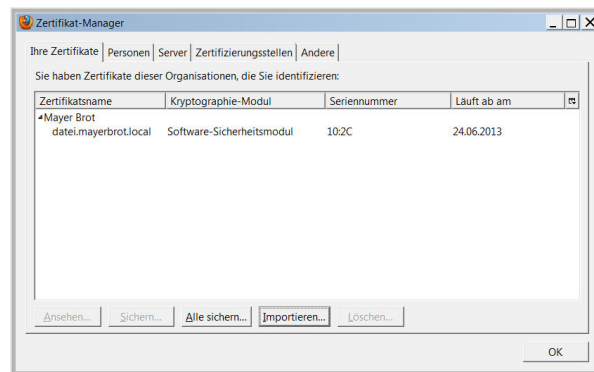 Zertifikat-Manager
Ihre Zertifikate Personen Server Zertifizierungsstellen Andere
Sie haben Zertifikate dieser Organisationen, die Sie identifizieren:
Zertifikatsname Kryptographie-Modul Seriennummer Läuft ab am
Mayer Brot
datei.mayerbrot.local Software-Sicherheitsmodul 10:2C 24.06.2013
Ansehen... Sichern... Alle sichern... Importieren... Löschen...
OK